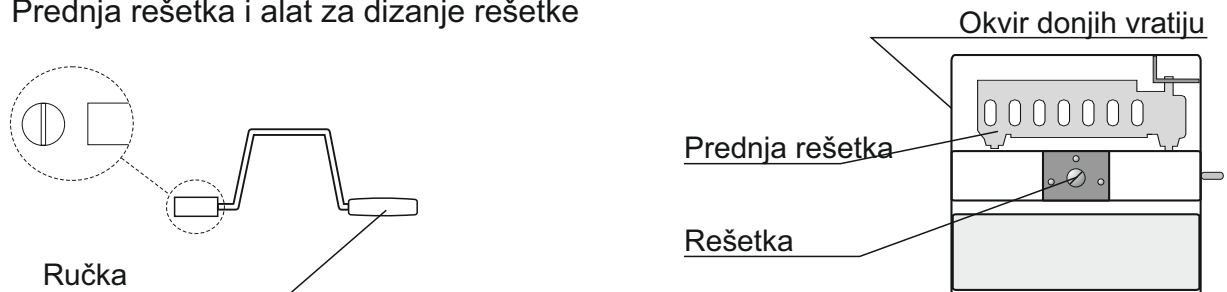 Prednja rešetka i alat za dizanje rešetke
Okvir donjih vratiju
Prednja rešetka
Rešetka
Ručka